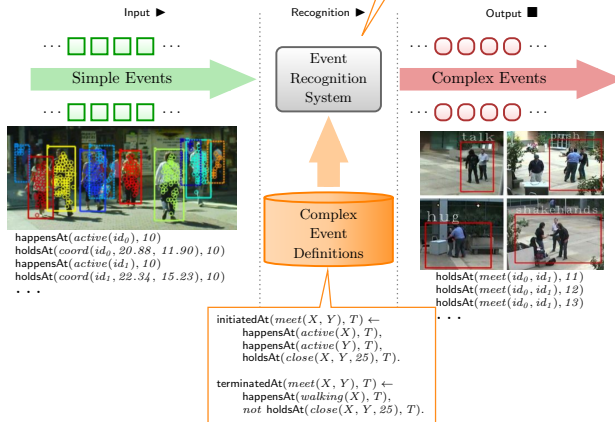 Input ▶
Recognition ▶
Output ■
··· ···
Simple Events
··· ···
Event
Recognition
System
··· ···
Complex Events
··· ···
happensAt(active(id₀), 10)
holdsAt(coord(id₀, 20.88, 11.90), 10)
happensAt(active(id₁), 10)
holdsAt(coord(id₁, 22.34, 15.23), 10)
...
Complex
Event
Definitions
talk
push
hug
shakehands
holdsAt(meet(id₀, id₁), 11)
holdsAt(meet(id₀, id₁), 12)
holdsAt(meet(id₀, id₁), 13)
...
initiatedAt(meet(X, Y), T) ←
happensAt(active(X), T),
happensAt(active(Y), T),
holdsAt(close(X, Y, 25), T).
terminatedAt(meet(X, Y), T) ←
happensAt(walking(X), T),
not holdsAt(close(X, Y, 25), T).